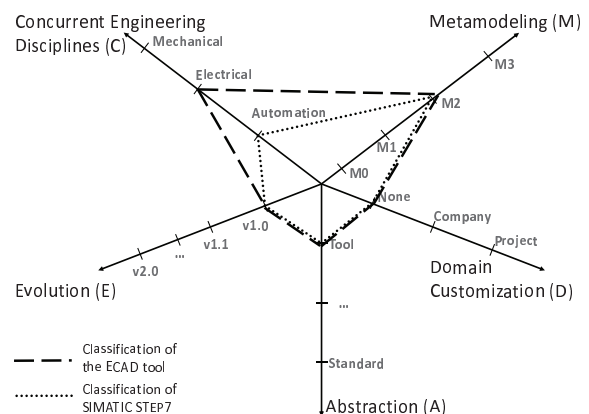 Concurrent Engineering
Disciplines (C)
Metamodeling (M)
Mechanical
M3
Electrical
M2
Automation
M1
M0
None
v1.0
Company
v1.1
Tool
Project
...
v2.0
Domain
Customization (D)
Evolution (E)
...
Classification of
the ECAD tool
Standard
Classification of
SIMATIC STEP7
Abstraction (A)